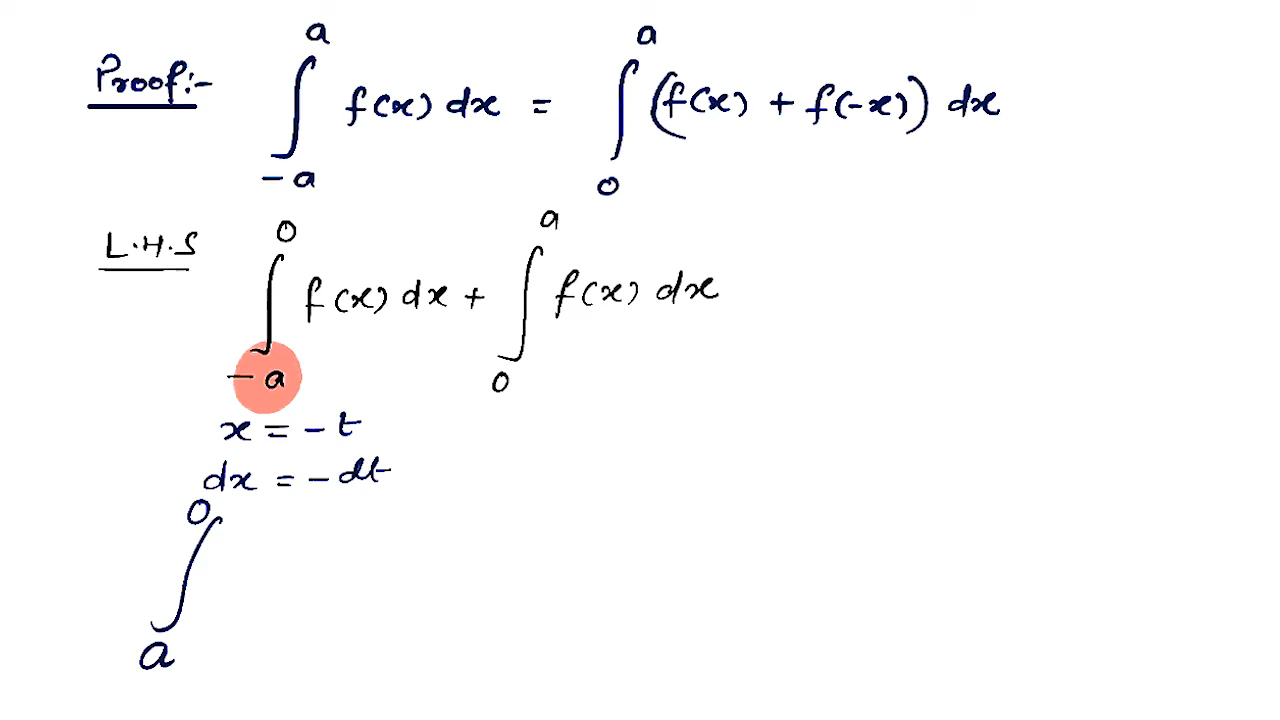 Proof:- ∫_{-a}^{a} f(x) dx = ∫_{0}^{a} (f(x) + f(-x)) dx
L.H.S ∫_{-a}^{0} f(x) dx + ∫_{0}^{a} f(x) dx
x = - t
dx = - dt
∫_{a}^{0}